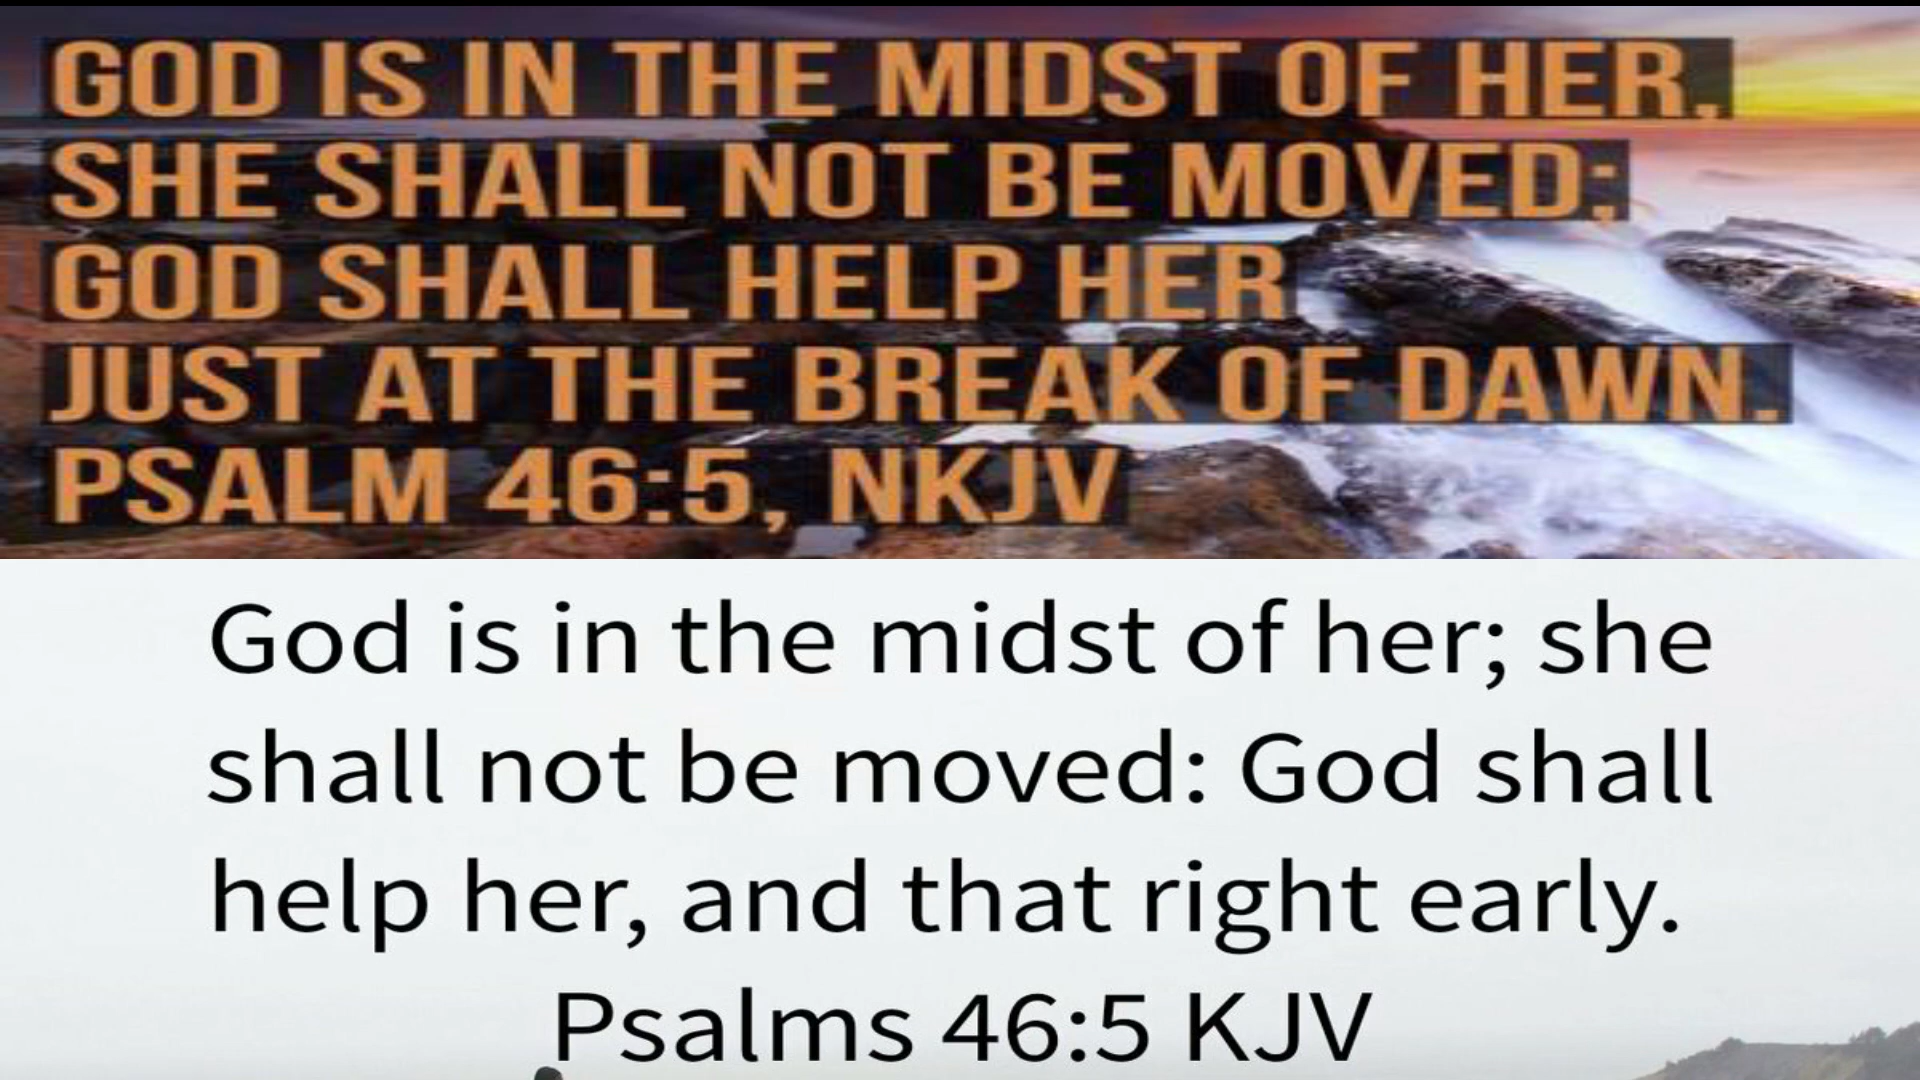 GOD IS IN THE MIDST OF HER,
SHE SHALL NOT BE MOVED;
GOD SHALL HELP HER
JUST AT THE BREAK OF DAWN.
PSALM 46:5, NKJV
God is in the midst of her; she
shall not be moved: God shall
help her, and that right early.
Psalms 46:5 KJV